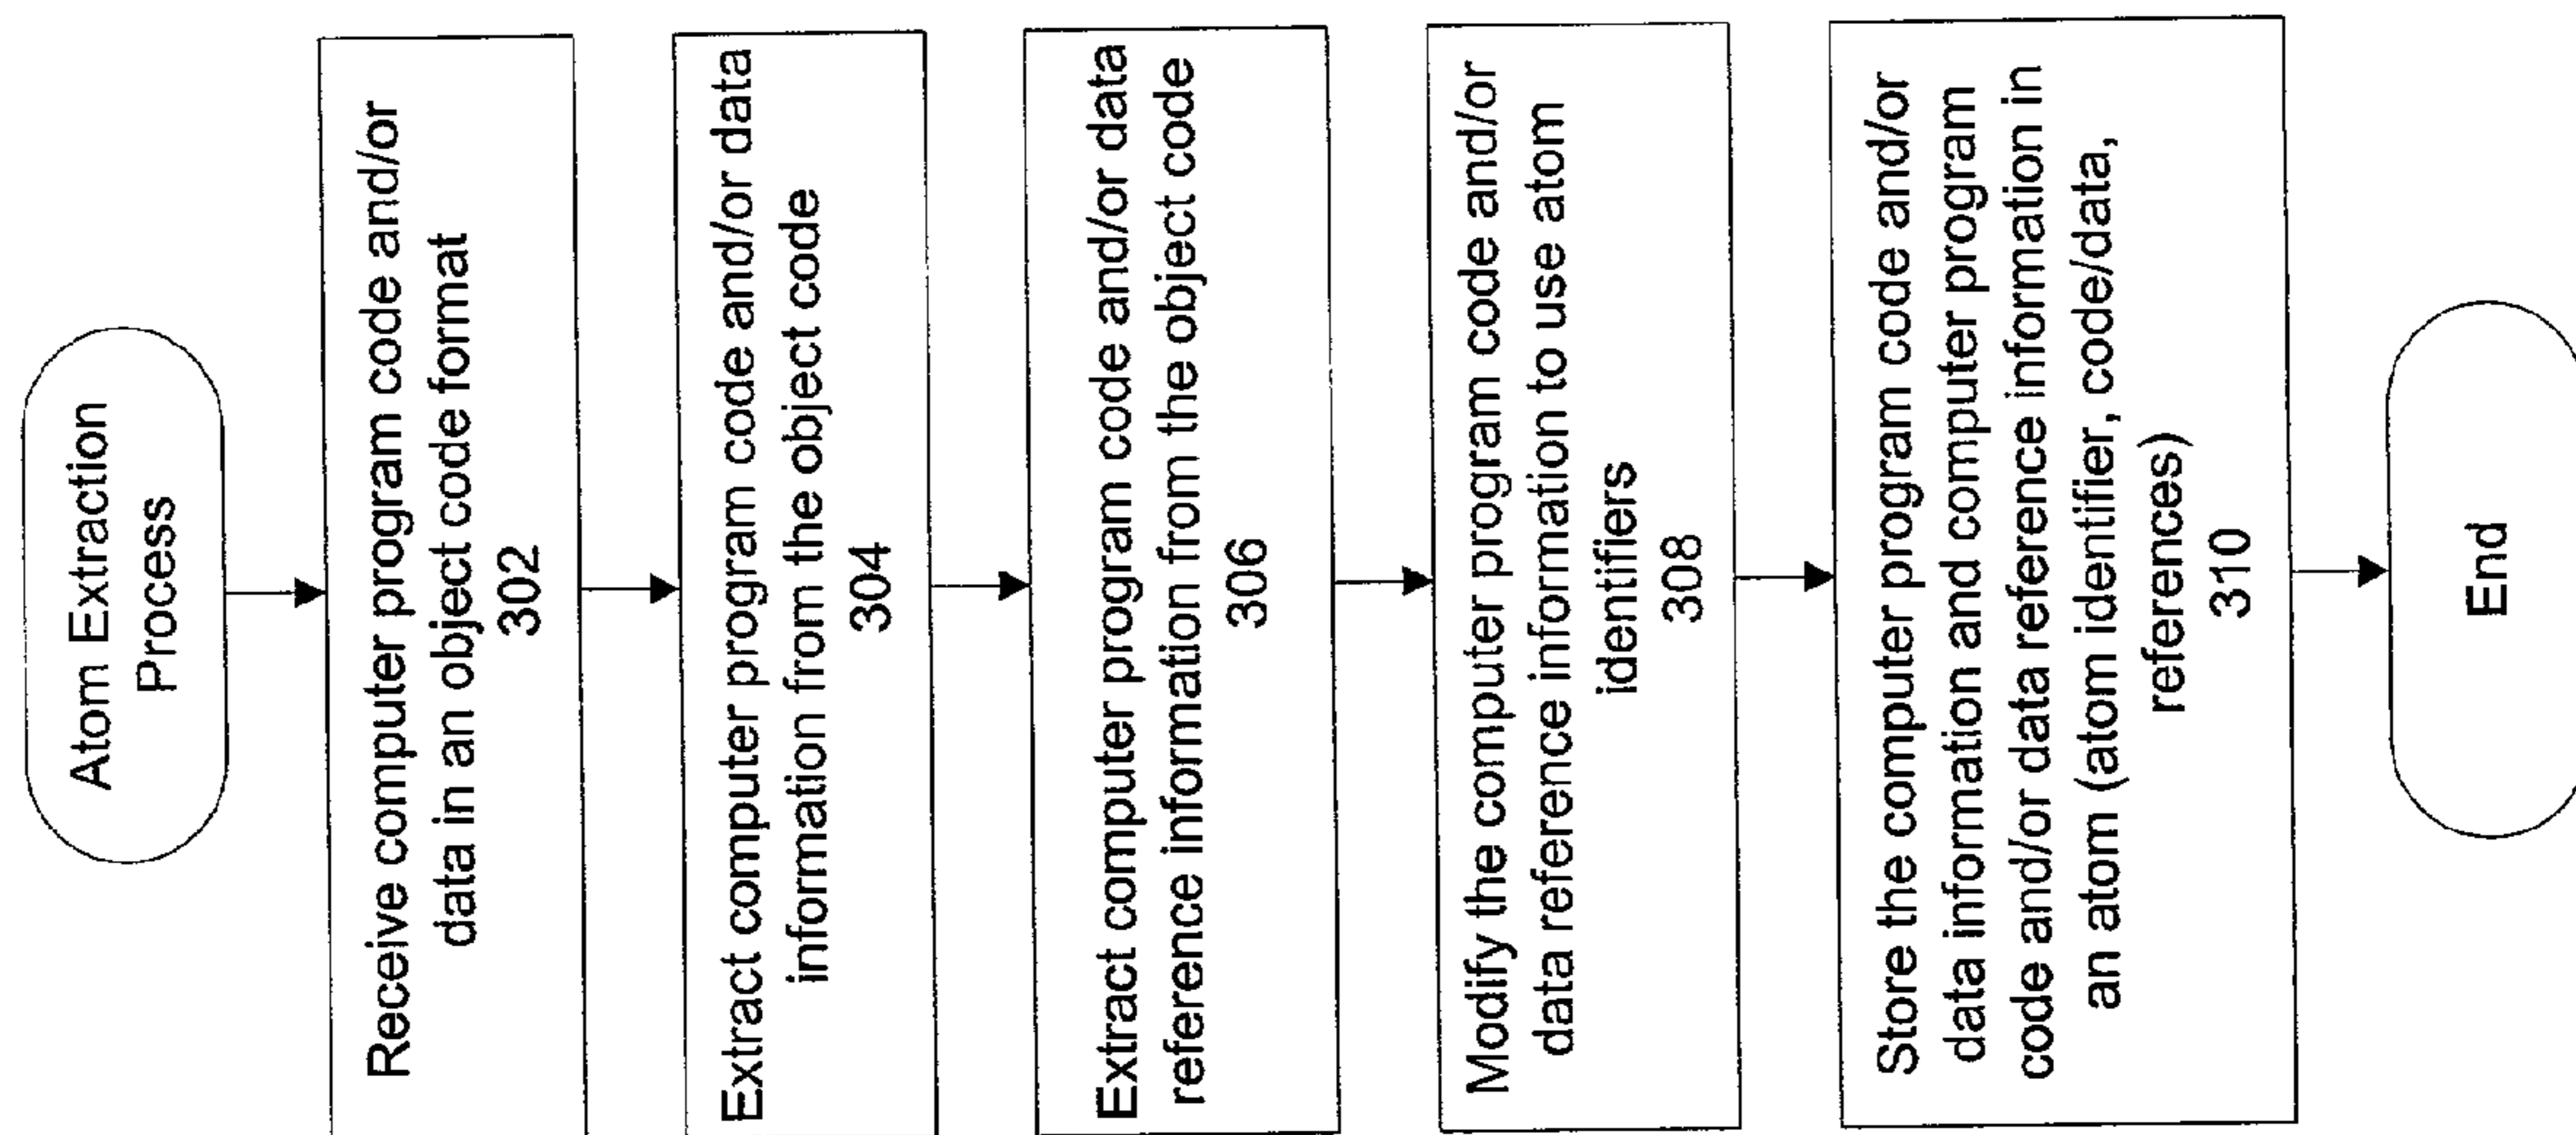 Atom Extraction
Process
Receive computer program code and/or
data in an object code format
302
Extract computer program code and/or data
information from the object code
304
Extract computer program code and/or data
reference information from the object code
306
Modify the computer program code and/or
data reference information to use atom
identifiers
308
Store the computer program code and/or
data information and computer program
code and/or data reference information in
an atom (atom identifier, code/data,
references)
310
End